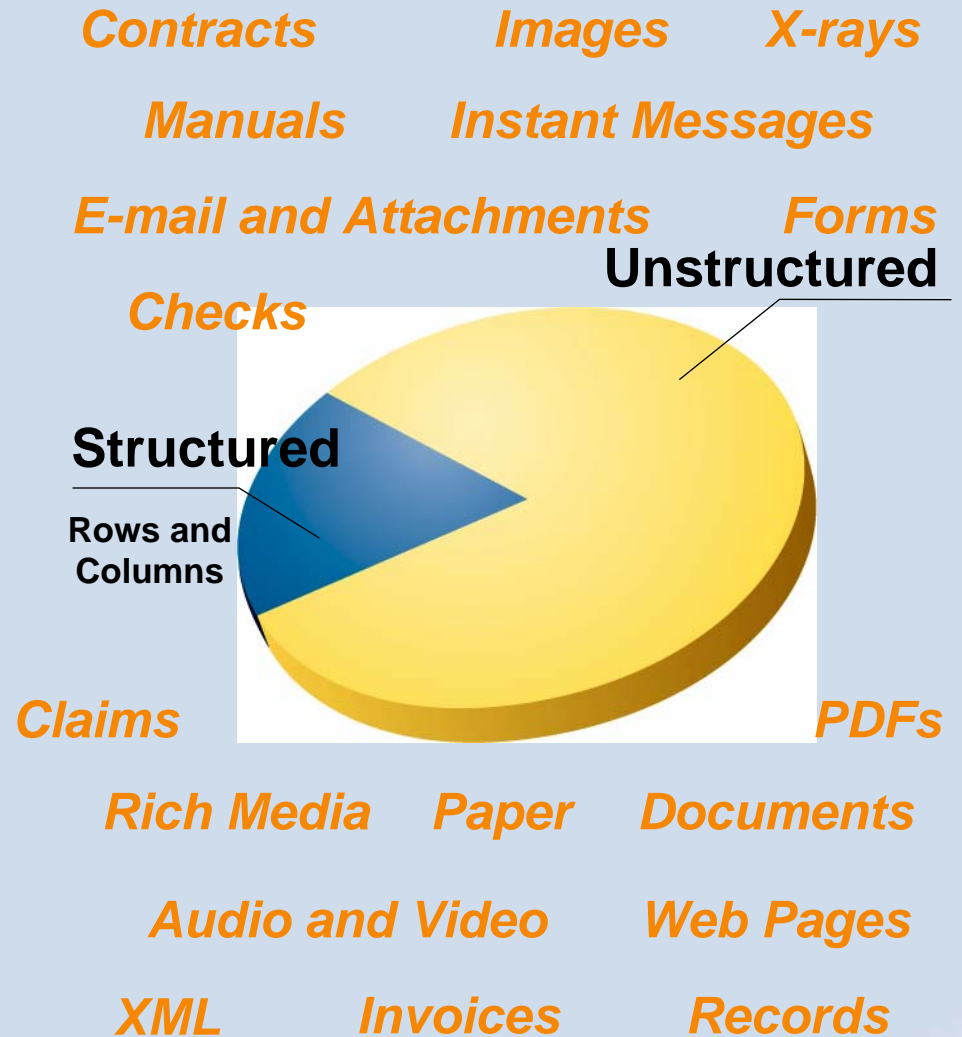 Contracts Images X-rays
Manuals Instant Messages
E-mail and Attachments Forms
Unstructured
Checks
Structured
Rows and
Columns
Claims PDFs
Rich Media Paper Documents
Audio and Video Web Pages
XML Invoices Records